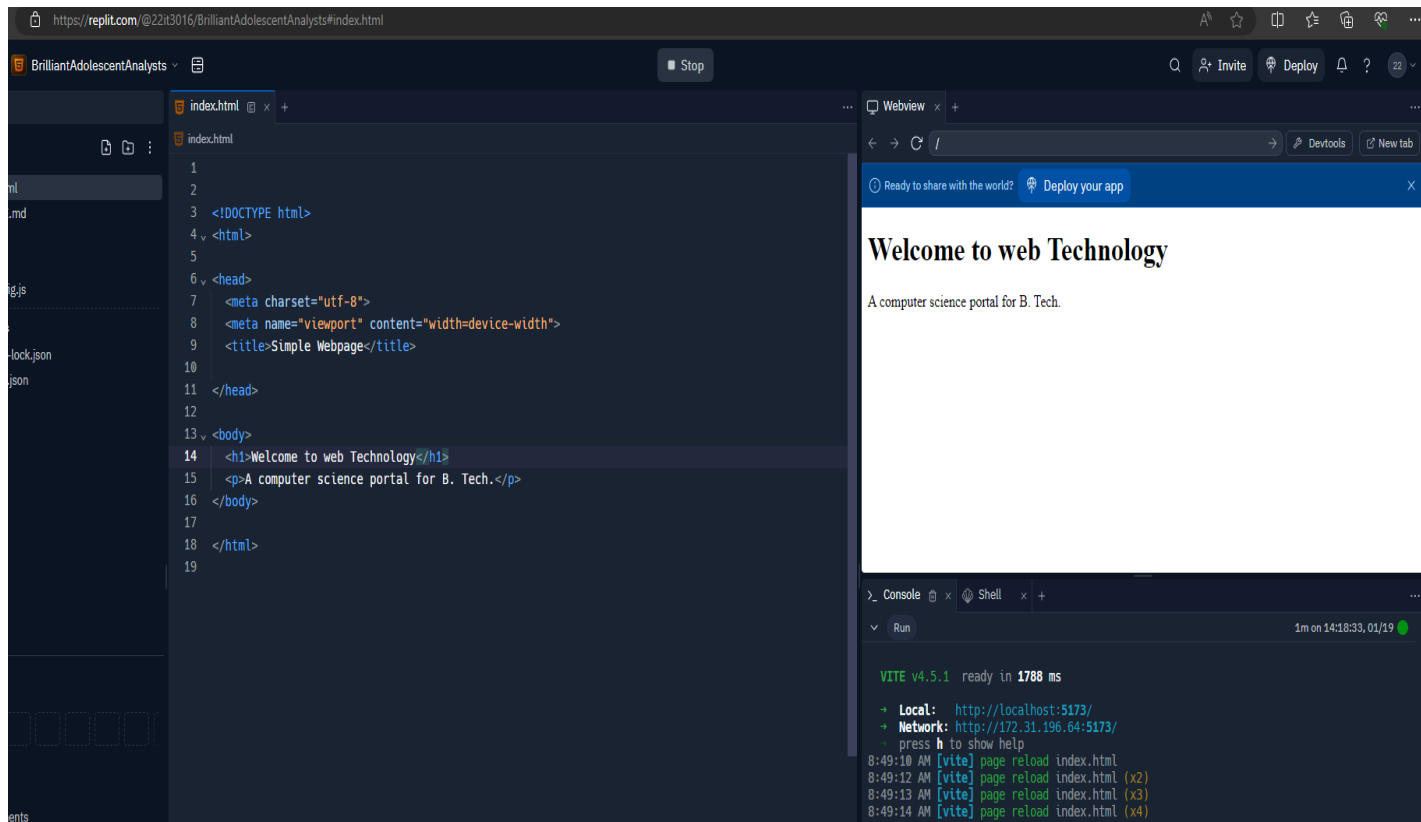 https://replit.com/@22it3016/BrilliantAdolescentAnalysts#index.html
BrilliantAdolescentAnalysts
Stop
Invite
Deploy
?
22
index.html
index.html
ml
.md
ig.js
s
-lock.json
.json
ents
1
2
3 <!DOCTYPE html>
4 <html>
5
6 <head>
7 <meta charset="utf-8">
8 <meta name="viewport" content="width=device-width">
9 <title>Simple Webpage</title>
10
11 </head>
12
13 <body>
14 <h1>Welcome to web Technology</h1>
15 <p>A computer science portal for B. Tech.</p>
16 </body>
17
18 </html>
19
Webview
/
Devtools
New tab
Ready to share with the world? Deploy your app
Welcome to web Technology
A computer science portal for B. Tech.
Console
Shell
Run
1m on 14:18:33, 01/19
VITE v4.5.1 ready in 1788 ms
➜ Local: http://localhost:5173/
➜ Network: http://172.31.196.64:5173/
➜ press h to show help
8:49:10 AM [vite] page reload index.html
8:49:12 AM [vite] page reload index.html (x2)
8:49:13 AM [vite] page reload index.html (x3)
8:49:14 AM [vite] page reload index.html (x4)